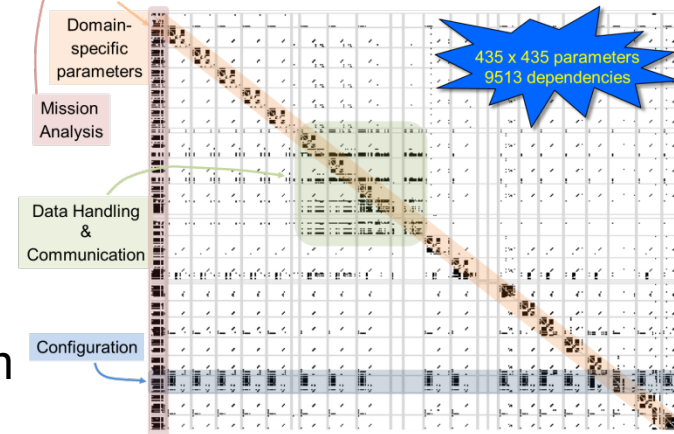 Domain-
specific
parameters
435 x 435 parameters
9513 dependencies
Mission
Analysis
Data Handling
&
Communication
Configuration
n